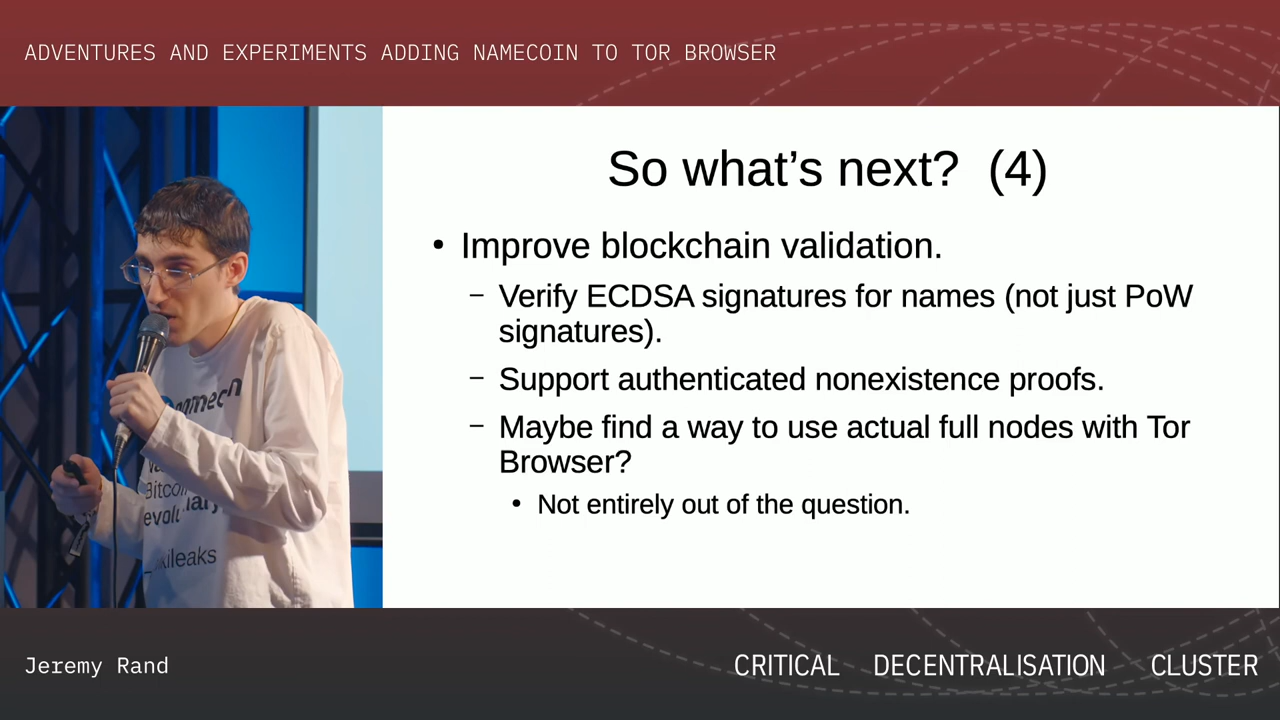 ADVENTURES AND EXPERIMENTS ADDING NAMECOIN TO TOR BROWSER
So what's next? (4)
• Improve blockchain validation.
– Verify ECDSA signatures for names (not just PoW
signatures).
– Support authenticated nonexistence proofs.
– Maybe find a way to use actual full nodes with Tor
Browser?
• Not entirely out of the question.
Jeremy Rand
CRITICAL DECENTRALISATION CLUSTER